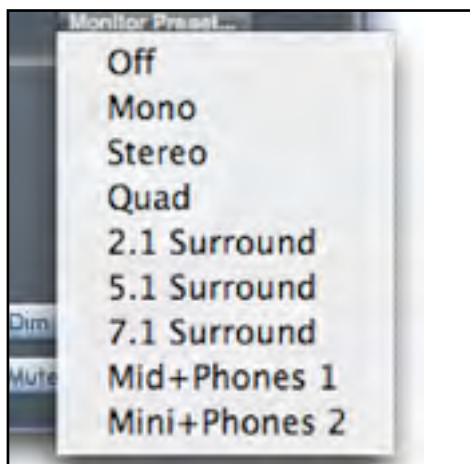 Monitor Preset...
Off
Mono
Stereo
Quad
2.1 Surround
5.1 Surround
7.1 Surround
Dim
Mid+Phones 1
Mute
Mini+Phones 2